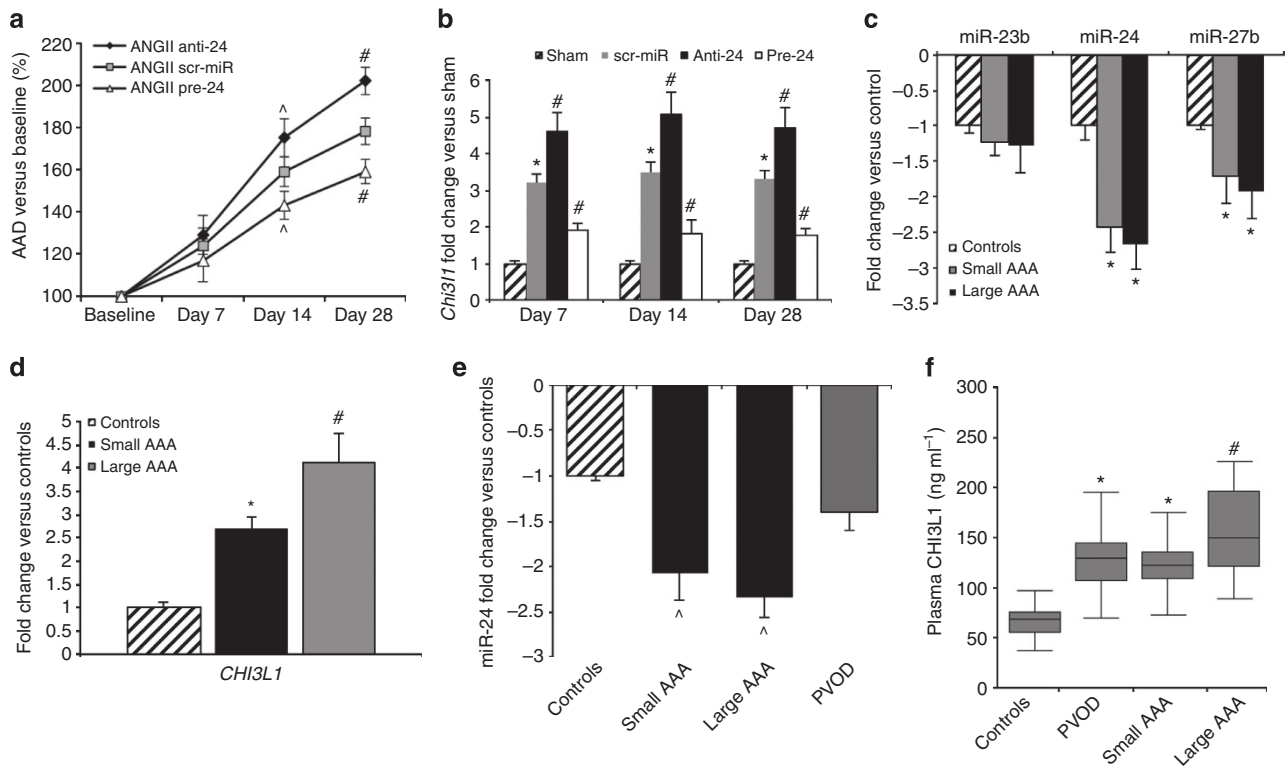 a
AAD versus baseline (%)
220
200
180
160
140
120
100
ANGII anti-24
ANGII scr-miR
ANGII pre-24
^
#
^
#
Baseline Day 7 Day 14 Day 28
b
Chi3l1 fold change versus sham
Sham scr-miR Anti-24 Pre-24
6
5
4
3
2
1
0
* # #
* # #
* # #
Day 7 Day 14 Day 28
c
miR-23b miR-24 miR-27b
Fold change versus control
0
–0.5
–1
–1.5
–2
–2.5
–3
–3.5
Controls
Small AAA
Large AAA
* *
* *
d
Fold change versus controls
5
4.5
4
3.5
3
2.5
2
1.5
1
0.5
0
Controls
Small AAA
Large AAA
* #
CHI3L1
e
miR-24 fold change versus controls
0
–0.5
–1
–1.5
–2
–2.5
–3
^ ^
Controls Small AAA Large AAA PVOD
f
Plasma CHI3L1 (ng ml–1)
300
250
200
150
100
50
0
* * #
Controls PVOD Small AAA Large AAA